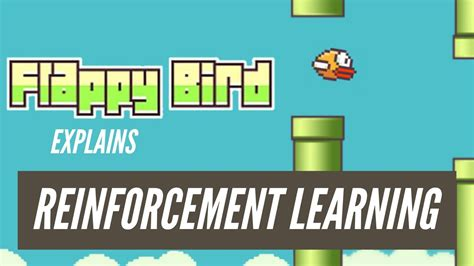 Flappy Bird
EXPLAINS
REINFORCEMENT LEARNING